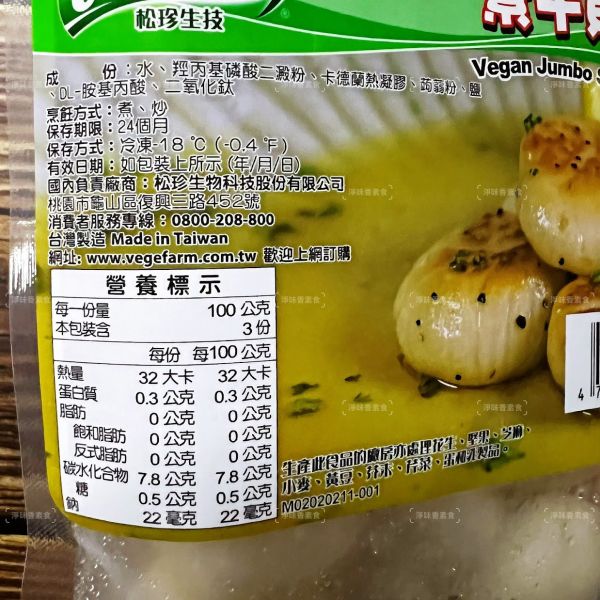 松珍生技
Vegan Jumbo
成 份：水、羥丙基磷酸二澱粉、卡德蘭熱凝膠、蒟蒻粉、鹽
、DL-胺基丙酸、二氧化鈦
烹飪方式：煮、炒
保存期限：24個月
保存方式：冷凍-18℃（-0.4℉）
有效日期：如包裝上所示(年/月/日)
國內負責廠商：松珍生物科技股份有限公司
桃園市龜山區復興三路452號
消費者服務專線：0800-208-800
台灣製造 Made in Taiwan
網址: www.vegefarm.com.tw 歡迎上網訂購
營養標示
每一份量 100 公克
本包裝含 3 份
每份 每100公克
熱量 32 大卡 32 大卡
蛋白質 0.3 公克 0.3 公克
脂肪 0 公克 0 公克
飽和脂肪 0 公克 0 公克
反式脂肪 0 公克 0 公克
碳水化合物 7.8 公克 7.8 公克
糖 0.5 公克 0.5 公克
鈉 22 毫克 22 毫克
生產此食品的廠房亦處理花生、堅果、芝麻、
小麥、黃豆、芥末、芹菜、蛋和乳製品。
M02020211-001
淨味香素食